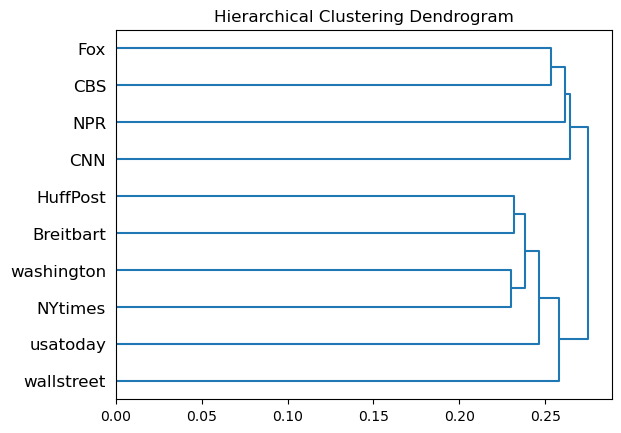 Hierarchical Clustering Dendrogram
Fox
CBS
NPR
CNN
HuffPost
Breitbart
washington
NYtimes
usatoday
wallstreet
0.00 0.05 0.10 0.15 0.20 0.25